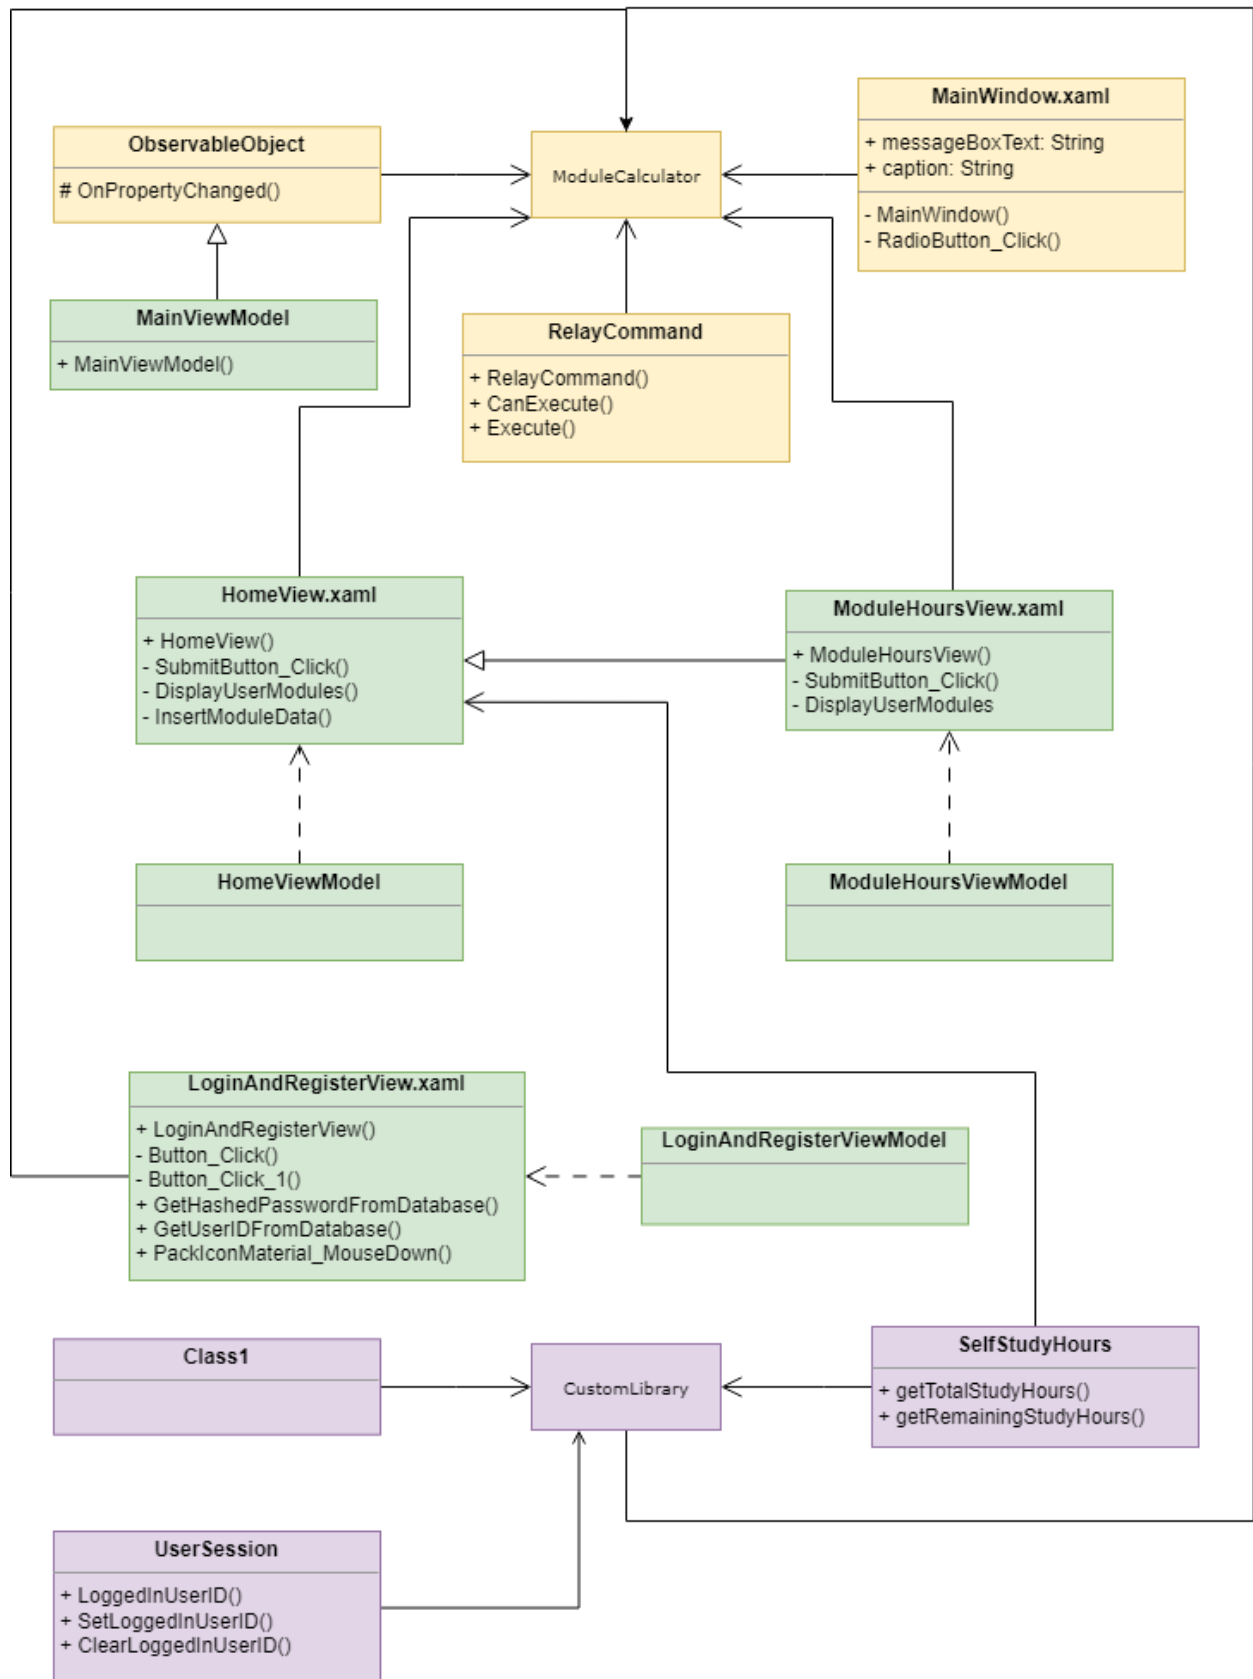 MainWindow.xaml
+ messageBoxText: String
+ caption: String
- MainWindow()
- RadioButton_Click()
ObservableObject
# OnPropertyChanged()
ModuleCalculator
MainViewModel
+ MainViewModel()
RelayCommand
+ RelayCommand()
+ CanExecute()
+ Execute()
HomeView.xaml
+ HomeView()
- SubmitButton_Click()
- DisplayUserModules()
- InsertModuleData()
ModuleHoursView.xaml
+ ModuleHoursView()
- SubmitButton_Click()
- DisplayUserModules
HomeViewModel
ModuleHoursViewModel
LoginAndRegisterView.xaml
+ LoginAndRegisterView()
- Button_Click()
- Button_Click_1()
+ GetHashedPasswordFromDatabase()
+ GetUserIDFromDatabase()
+ PackIconMaterial_MouseDown()
LoginAndRegisterViewModel
Class1
CustomLibrary
SelfStudyHours
+ getTotalStudyHours()
+ getRemainingStudyHours()
UserSession
+ LoggedInUserID()
+ SetLoggedInUserID()
+ ClearLoggedInUserID()